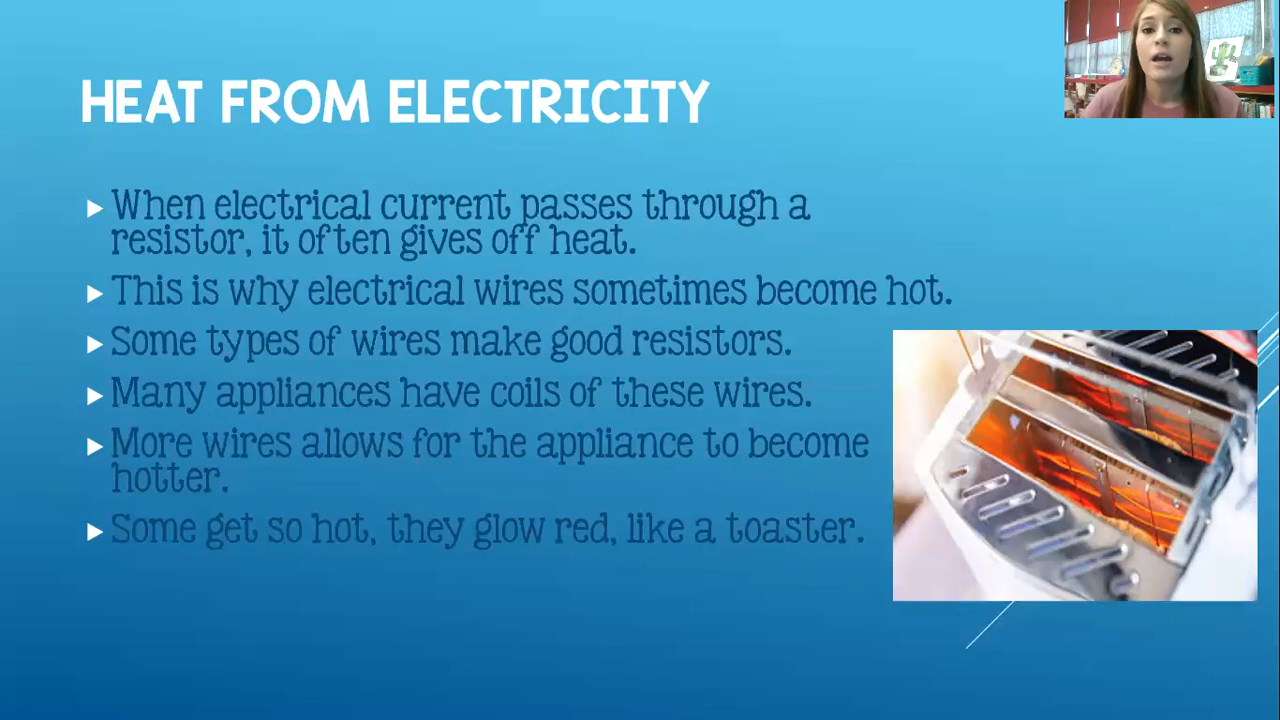 HEAT FROM ELECTRICITY
When electrical current passes through a
resistor, it often gives off heat.
This is why electrical wires sometimes become hot.
Some types of wires make good resistors.
Many appliances have coils of these wires.
More wires allows for the appliance to become
hotter.
Some get so hot, they glow red, like a toaster.